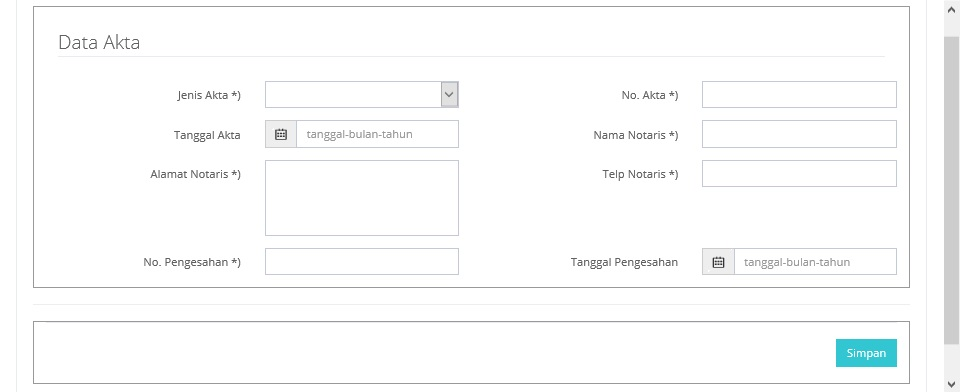 Data Akta
Jenis Akta *)
No. Akta *)
Tanggal Akta
tanggal-bulan-tahun
Nama Notaris *)
Alamat Notaris *)
Telp Notaris *)
No. Pengesahan *)
Tanggal Pengesahan
tanggal-bulan-tahun
Simpan